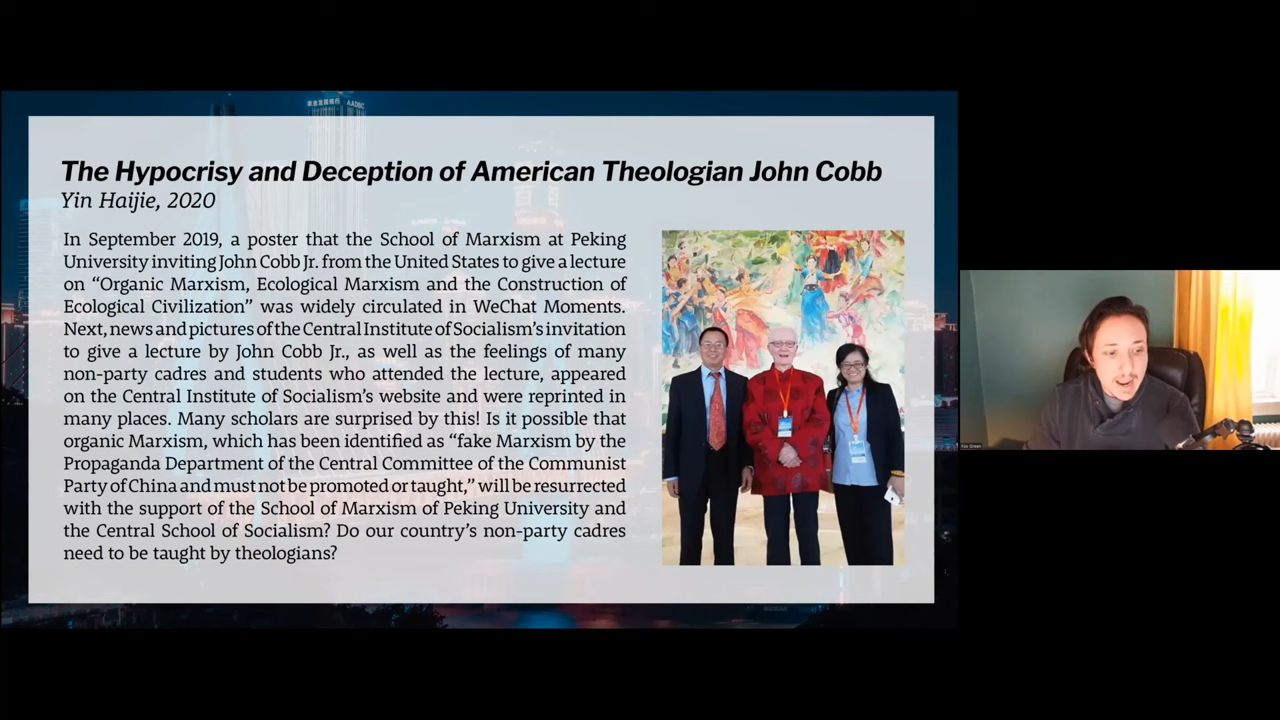 农业发展银行 AADBC
The Hypocrisy and Deception of American Theologian John Cobb
Yin Haijie, 2020
In September 2019, a poster that the School of Marxism at Peking
University inviting John Cobb Jr. from the United States to give a lecture
on “Organic Marxism, Ecological Marxism and the Construction of
Ecological Civilization” was widely circulated in WeChat Moments.
Next, news and pictures of the Central Institute of Socialism’s invitation
to give a lecture by John Cobb Jr., as well as the feelings of many
non-party cadres and students who attended the lecture, appeared
on the Central Institute of Socialism’s website and were reprinted in
many places. Many scholars are surprised by this! Is it possible that
organic Marxism, which has been identified as “fake Marxism by the
Propaganda Department of the Central Committee of the Communist
Party of China and must not be promoted or taught,” will be resurrected
with the support of the School of Marxism of Peking University and
the Central School of Socialism? Do our country’s non-party cadres
need to be taught by theologians?